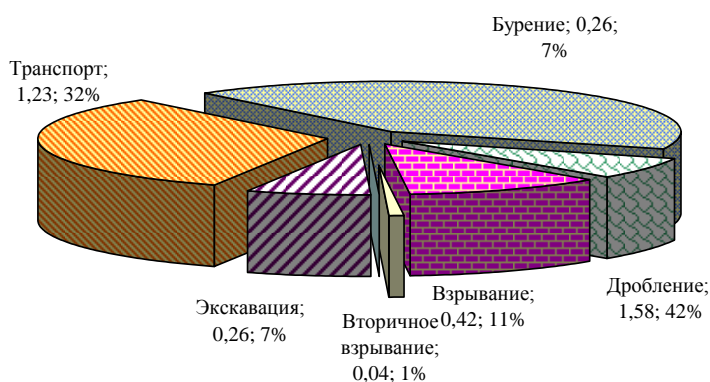 Бурение; 0,26;
7%
Транспорт;
1,23; 32%
Дробление;
1,58; 42%
Взрывание;
0,42; 11%
Вторичное
взрывание;
0,04; 1%
Экскавация;
0,26; 7%